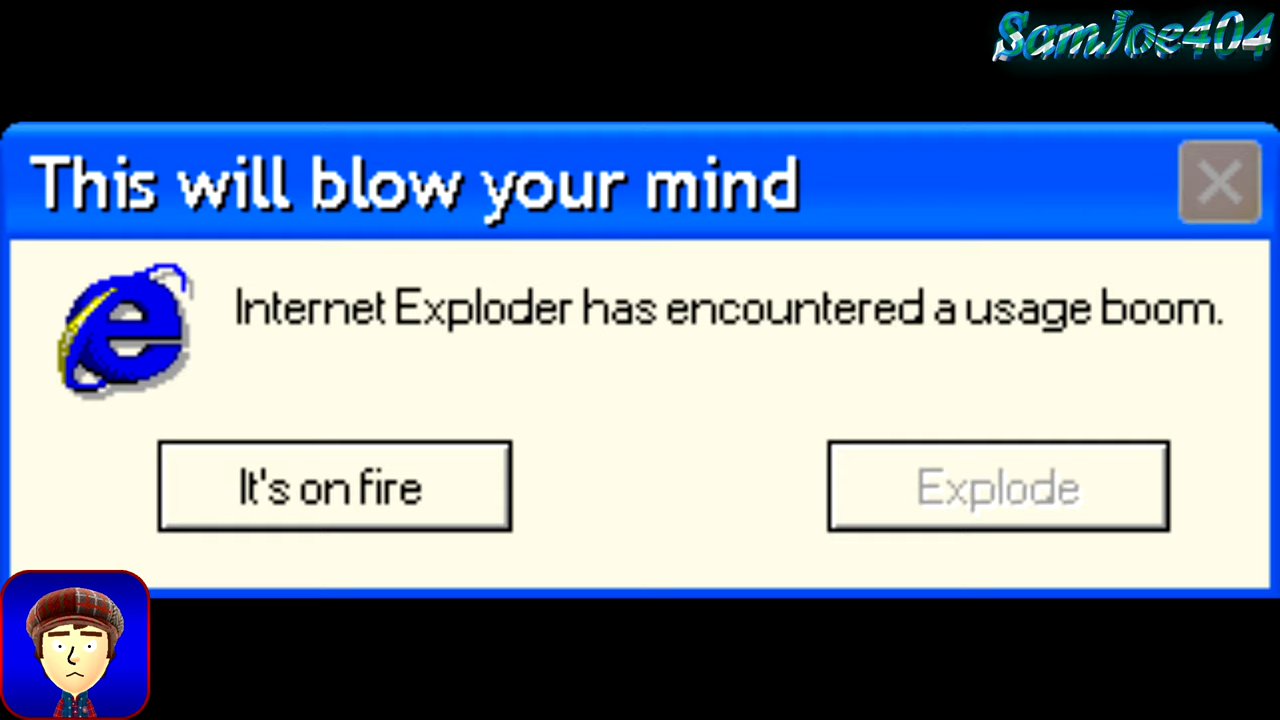 SamJoe404
This will blow your mind
Internet Exploder has encountered a usage boom.
It's on fire
Explode